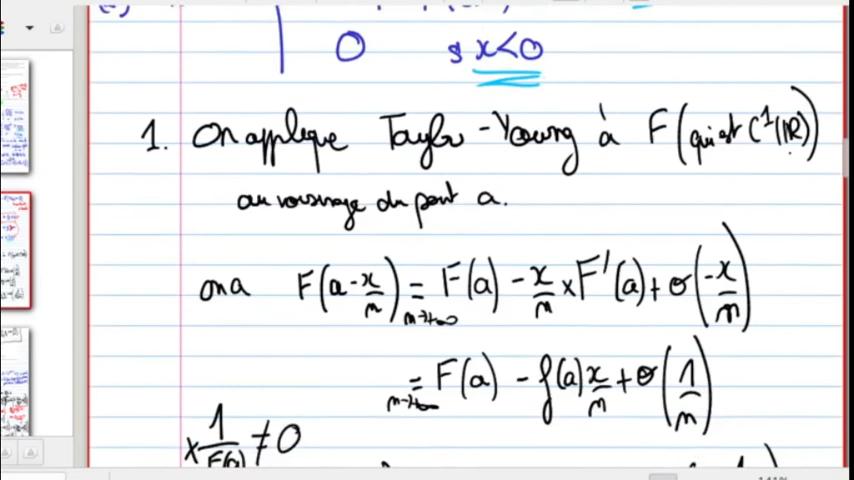 0 si x<0
1. On applique Taylor-Young à F (qui est C¹(ℝ))
au voisinage du point a.
on a F(a - x/n) =_{n→+∞} F(a) - x/n × F'(a) + o(-x/n)
=_{n→+∞} F(a) - f(a) x/n + o(1/n)
× 1/F(a) ≠ 0